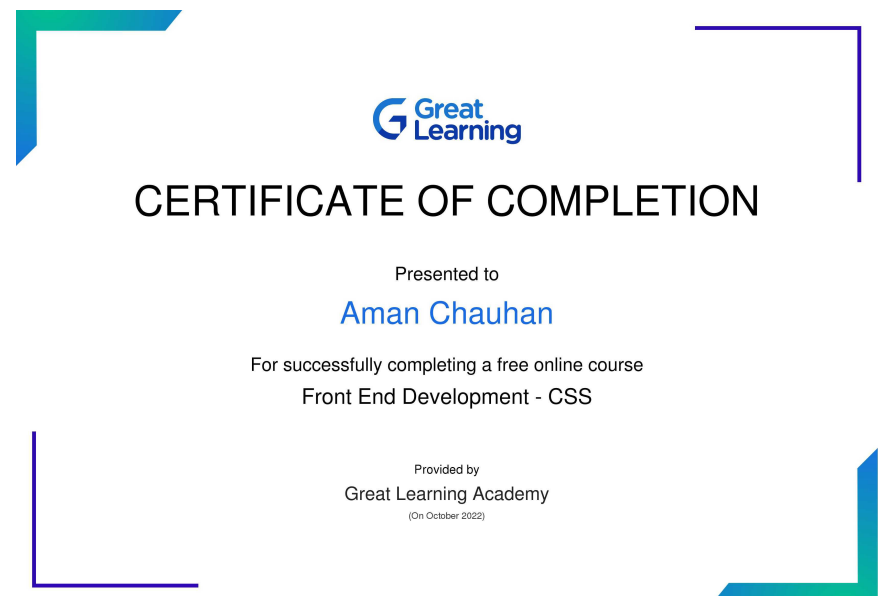 Great
Learning
CERTIFICATE OF COMPLETION
Presented to
Aman Chauhan
For successfully completing a free online course
Front End Development - CSS
Provided by
Great Learning Academy
(On October 2022)